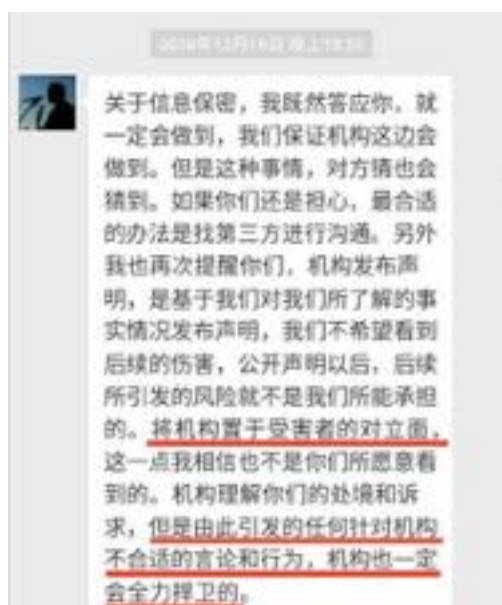 关于信息保密，我既然答应你，就
一定会做到，我们保证机构这边会
做到。但是这种事情，对方猜也会
猜到。如果你们还是担心，最合适
的办法是找第三方进行沟通。另外
我也再次提醒你们，机构发布声
明，是基于我们对我们所了解的事
实情况发布声明，我们不希望看到
后续的伤害，公开声明以后，后续
所引发的风险就不是我们所能承担
的。将机构置于受害者的对立面，
这一点我相信也不是你们所愿意看
到的。机构理解你们的处境和诉
求，但是由此引发的任何针对机构
不合适的言论和行为，机构也一定
会全力捍卫的。